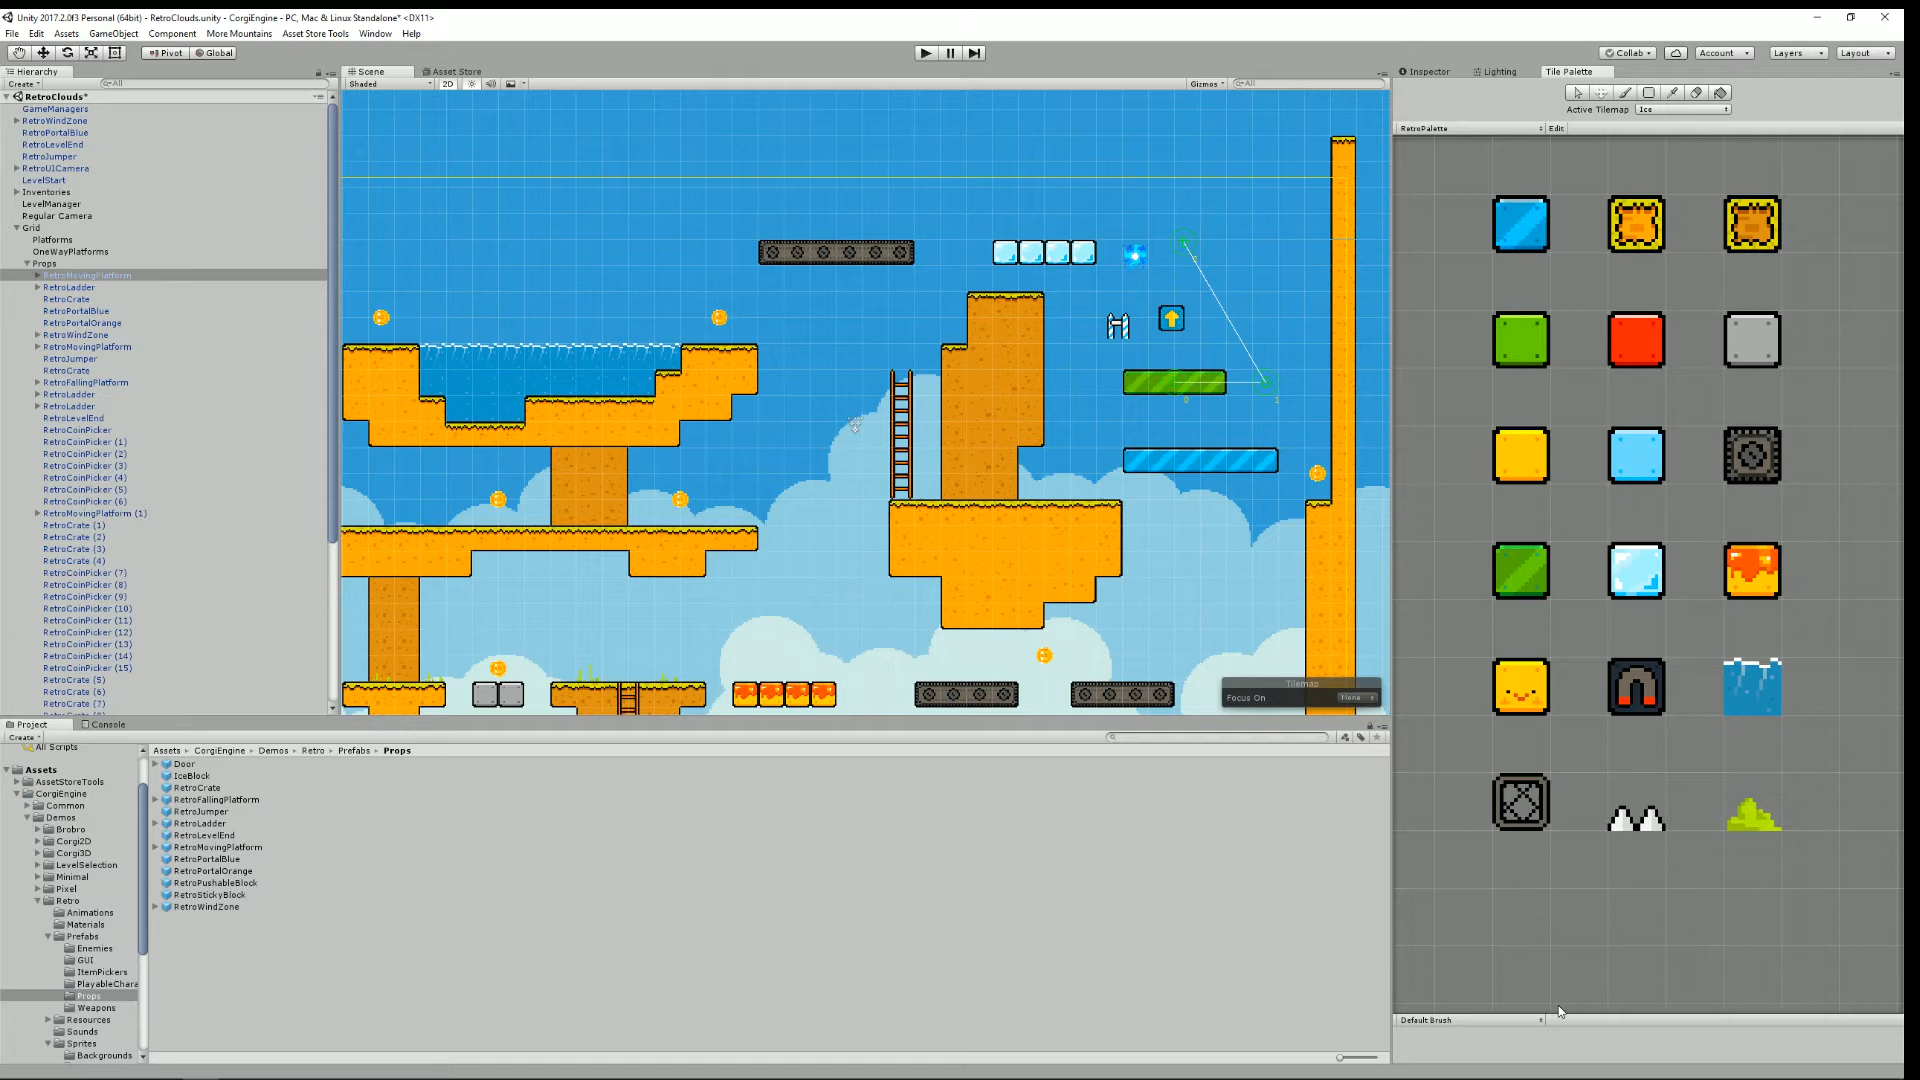 Unity 2017.2.0f3 Personal (64bit) - RetroClouds.unity - CorgiEngine - PC, Mac & Linux Standalone* <DX11>
File Edit Assets GameObject Component More Mountains Asset Store Tools Window Help
Pivot Global Collab Account Layers Layout
Hierarchy
Create All
RetroClouds*
GameManagers
RetroWindZone
RetroPortalBlue
RetroLevelEnd
RetroJumper
RetroUICamera
LevelStart
Inventories
LevelManager
Regular Camera
Grid
Platforms
OneWayPlatforms
Props
RetroMovingPlatform
RetroLadder
RetroCrate
RetroPortalBlue
RetroPortalOrange
RetroWindZone
RetroMovingPlatform
RetroJumper
RetroCrate
RetroFallingPlatform
RetroLadder
RetroLadder
RetroLevelEnd
RetroCoinPicker
RetroCoinPicker (1)
RetroCoinPicker (2)
RetroCoinPicker (3)
RetroCoinPicker (4)
RetroCoinPicker (5)
RetroCoinPicker (6)
RetroMovingPlatform (1)
RetroCrate (1)
RetroCrate (2)
RetroCrate (3)
RetroCrate (4)
RetroCoinPicker (7)
RetroCoinPicker (8)
RetroCoinPicker (9)
RetroCoinPicker (10)
RetroCoinPicker (11)
RetroCoinPicker (12)
RetroCoinPicker (13)
RetroCoinPicker (14)
RetroCoinPicker (15)
RetroCrate (5)
RetroCrate (6)
RetroCrate (7)
Scene Asset Store
Shaded 2D Gizmos All
0
1
Tilemap
Focus On None
Inspector Lighting Tile Palette
Active Tilemap Ice
RetroPalette Edit
Default Brush
Project Console
Create
All Scripts
Assets
AssetStoreTools
CorgiEngine
Common
Demos
Brobro
Corgi2D
Corgi3D
LevelSelection
Minimal
Pixel
Retro
Animations
Materials
Prefabs
Enemies
GUI
ItemPickers
PlayableChara
Props
Weapons
Resources
Sounds
Sprites
Backgrounds
Assets CorgiEngine Demos Retro Prefabs Props
Door
IceBlock
RetroCrate
RetroFallingPlatform
RetroJumper
RetroLadder
RetroLevelEnd
RetroMovingPlatform
RetroPortalBlue
RetroPortalOrange
RetroPushableBlock
RetroStickyBlock
RetroWindZone